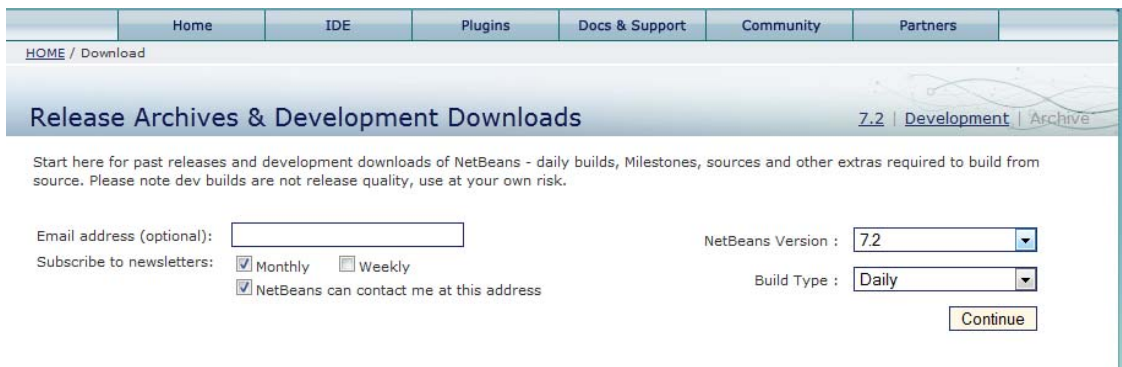 Home IDE Plugins Docs & Support Community Partners
HOME / Download
Release Archives & Development Downloads
7.2 | Development | Archive
Start here for past releases and development downloads of NetBeans - daily builds, Milestones, sources and other extras required to build from
source. Please note dev builds are not release quality, use at your own risk.
Email address (optional):
Subscribe to newsletters: Monthly Weekly
NetBeans can contact me at this address
NetBeans Version : 7.2
Build Type : Daily
Continue